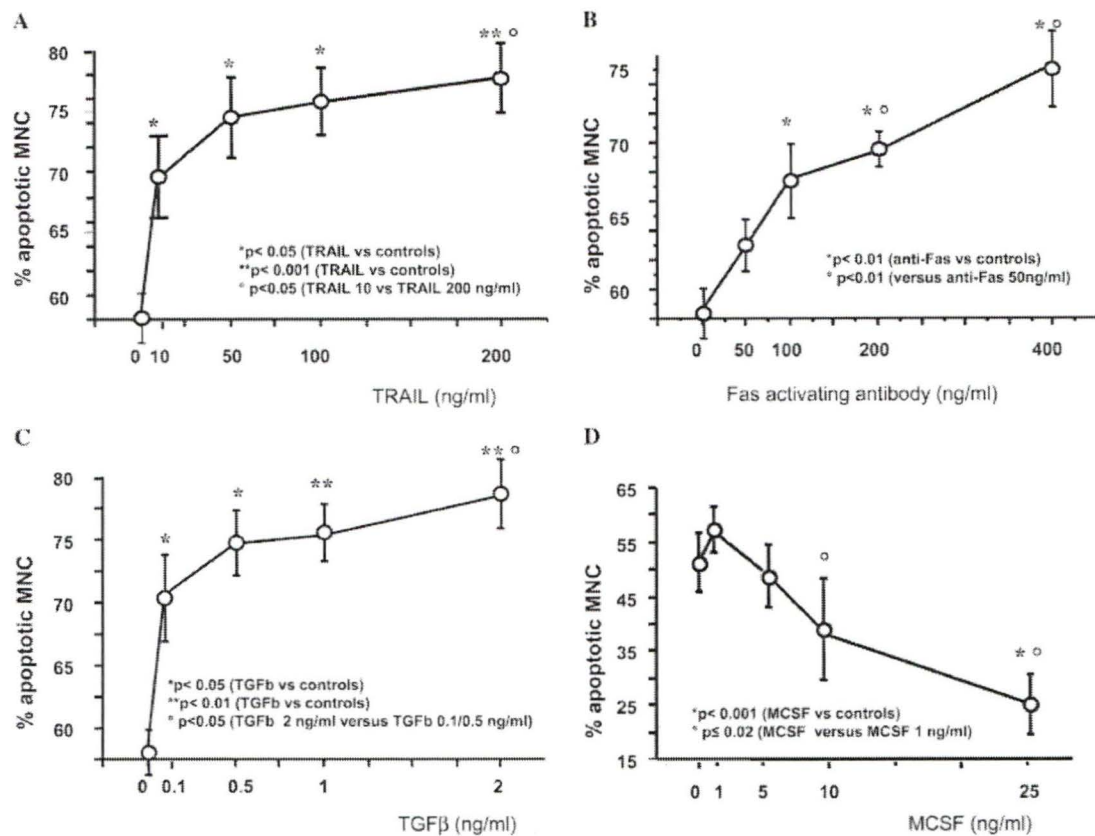 A
% apoptotic MNC
80
75
70
65
60
*
*
*
** °
*p< 0.05 (TRAIL vs controls)
**p< 0.001 (TRAIL vs controls)
° p<0.05 (TRAIL 10 vs TRAIL 200 ng/ml)
0 10 50 100 200
TRAIL (ng/ml)
B
% apoptotic MNC
75
70
65
60
*
* °
* °
*p< 0.01 (anti-Fas vs controls)
° p<0.01 (versus anti-Fas 50ng/ml)
0 50 100 200 400
Fas activating antibody (ng/ml)
C
% apoptotic MNC
80
75
70
65
60
*
*
**
** °
*p< 0.05 (TGFb vs controls)
**p< 0.01 (TGFb vs controls)
° p<0.05 (TGFb 2 ng/ml versus TGFb 0.1/0.5 ng/ml)
0 0.1 0.5 1 2
TGFβ (ng/ml)
D
% apoptotic MNC
65
55
45
35
25
15
°
* °
*p< 0.001 (MCSF vs controls)
° p≤ 0.02 (MCSF versus MCSF 1 ng/ml)
0 1 5 10 25
MCSF (ng/ml)